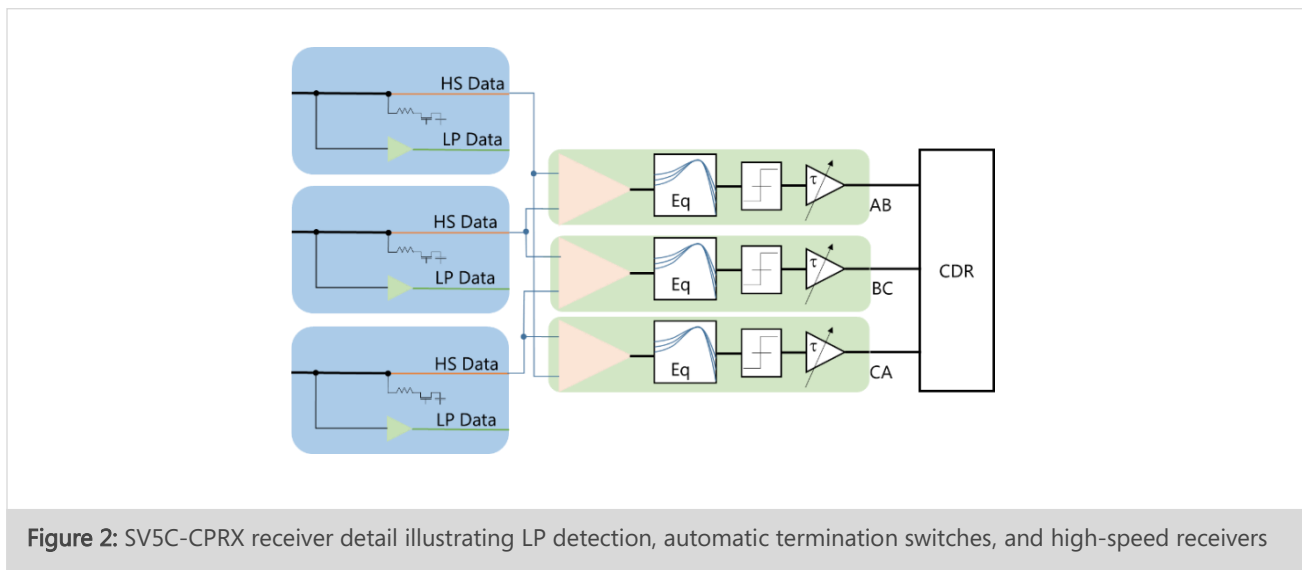 HS Data
LP Data
HS Data
LP Data
HS Data
LP Data
Eq
τ
AB
Eq
τ
BC
Eq
τ
CA
CDR
Figure 2: SV5C-CPRX receiver detail illustrating LP detection, automatic termination switches, and high-speed receivers